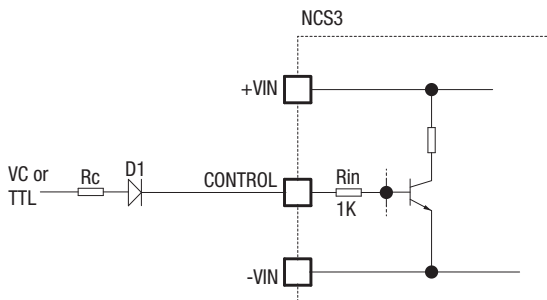 NCS3
+VIN
VC or
TTL
Rc
D1
CONTROL
Rin
1K
-VIN